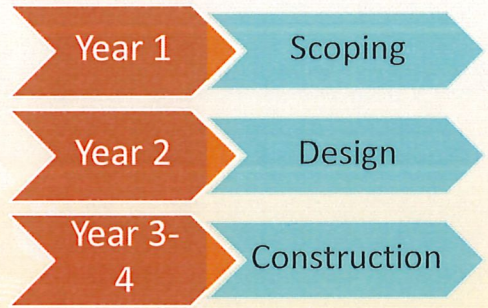 Year 1
Scoping
Year 2
Design
Year 3-
4
Construction